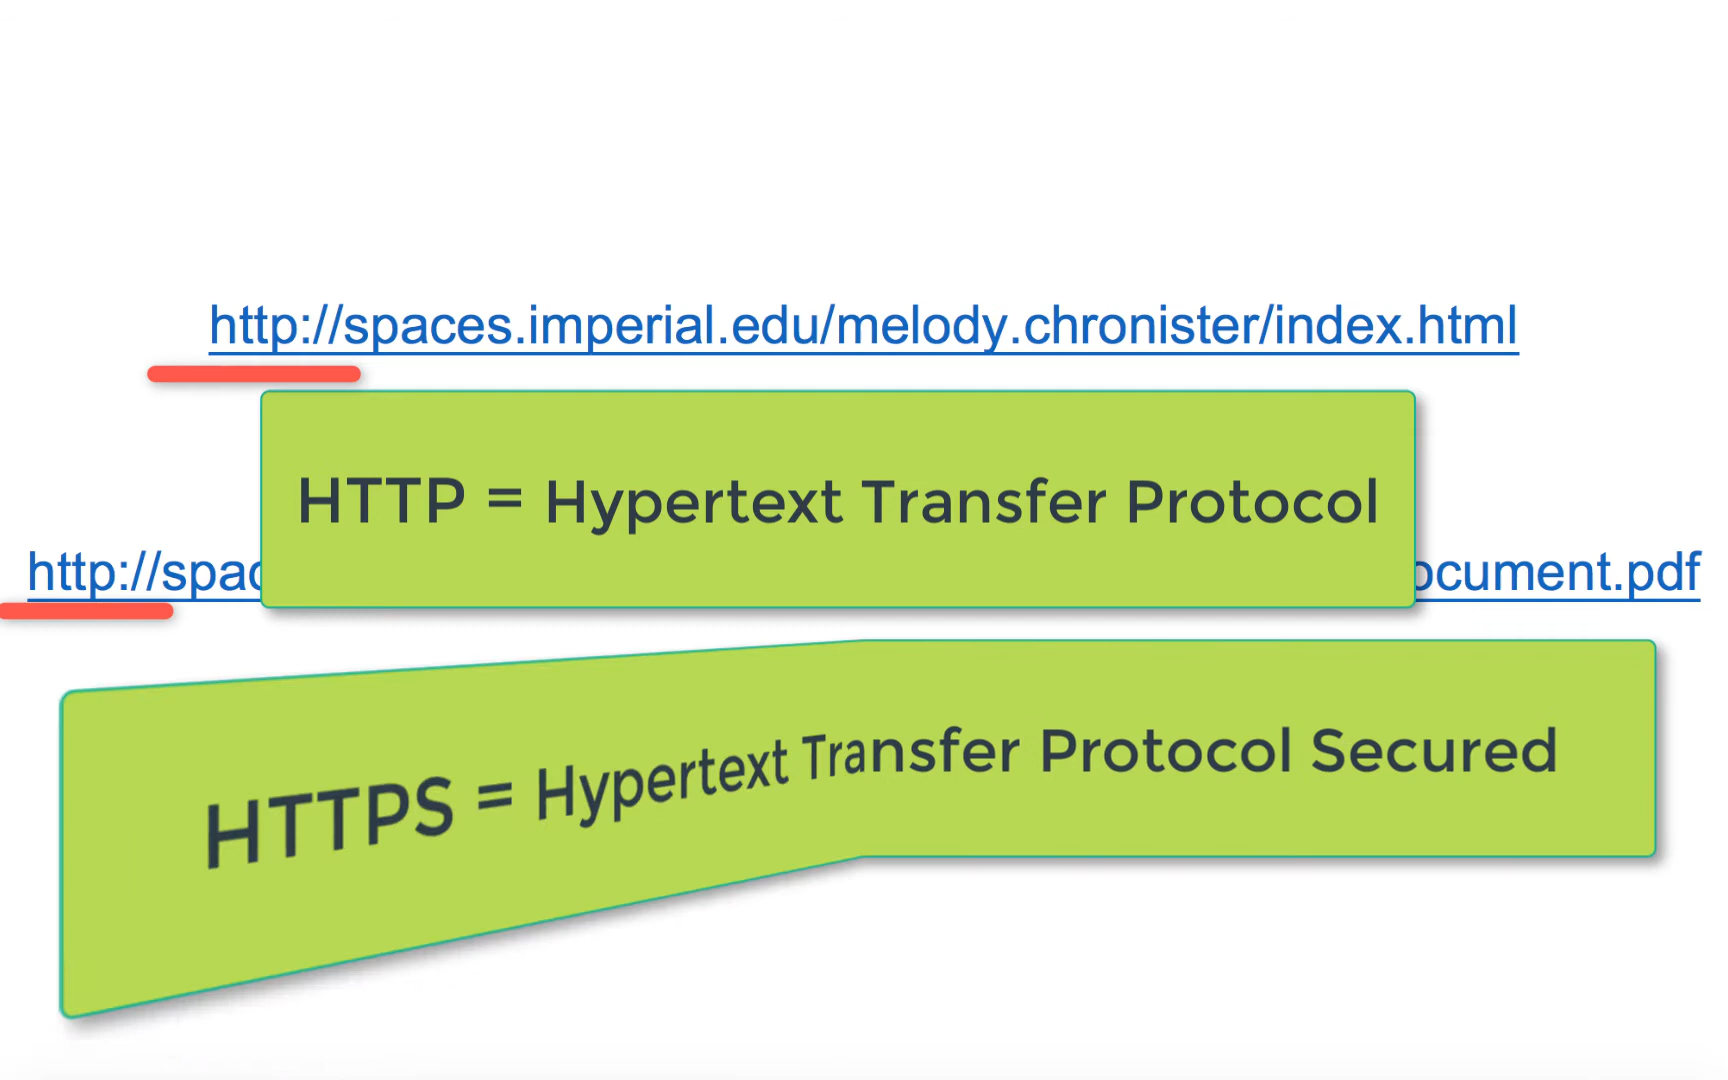 http://spaces.imperial.edu/melody.chronister/index.html
HTTP = Hypertext Transfer Protocol
http://spac ocument.pdf
HTTPS = Hypertext Transfer Protocol Secured